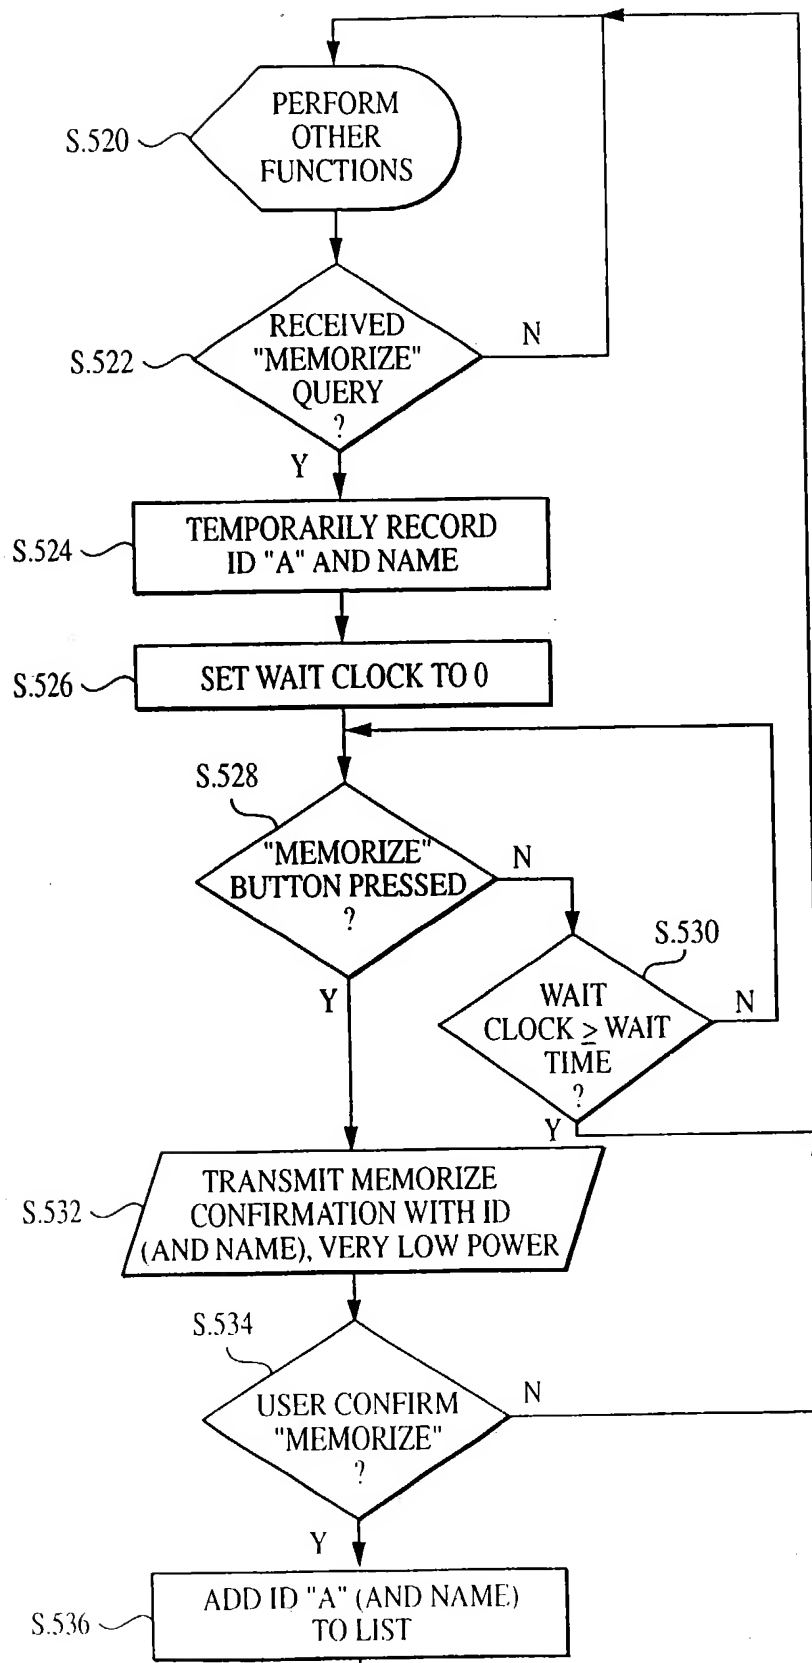 PERFORM
OTHER
FUNCTIONS
S.520
RECEIVED
"MEMORIZE"
QUERY
?
S.522
N
Y
TEMPORARILY RECORD
ID "A" AND NAME
S.524
SET WAIT CLOCK TO 0
S.526
S.528
"MEMORIZE"
BUTTON PRESSED
?
N
Y
S.530
WAIT
CLOCK ≥ WAIT
TIME
?
N
Y
TRANSMIT MEMORIZE
CONFIRMATION WITH ID
(AND NAME), VERY LOW POWER
S.532
S.534
USER CONFIRM
"MEMORIZE"
?
N
Y
ADD ID "A" (AND NAME)
TO LIST
S.536